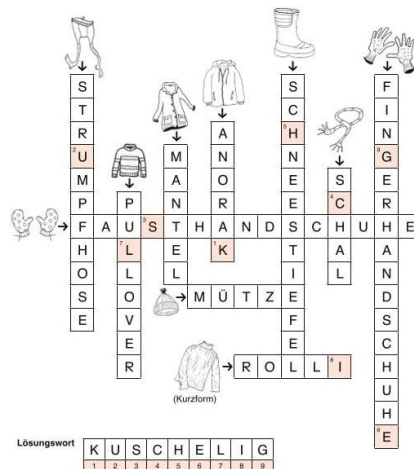 STRUMPFHOSE
PULLOVER
MANTEL
ANORAK
SCHNEESTIEFEL
SCHAL
FINGERHANDSCHUHE
FAUSTHANDSCHUHE
MÜTZE
ROLLI
(Kurzform)
Lösungswort K U S C H E L I G
1 2 3 4 5 6 7 8 9